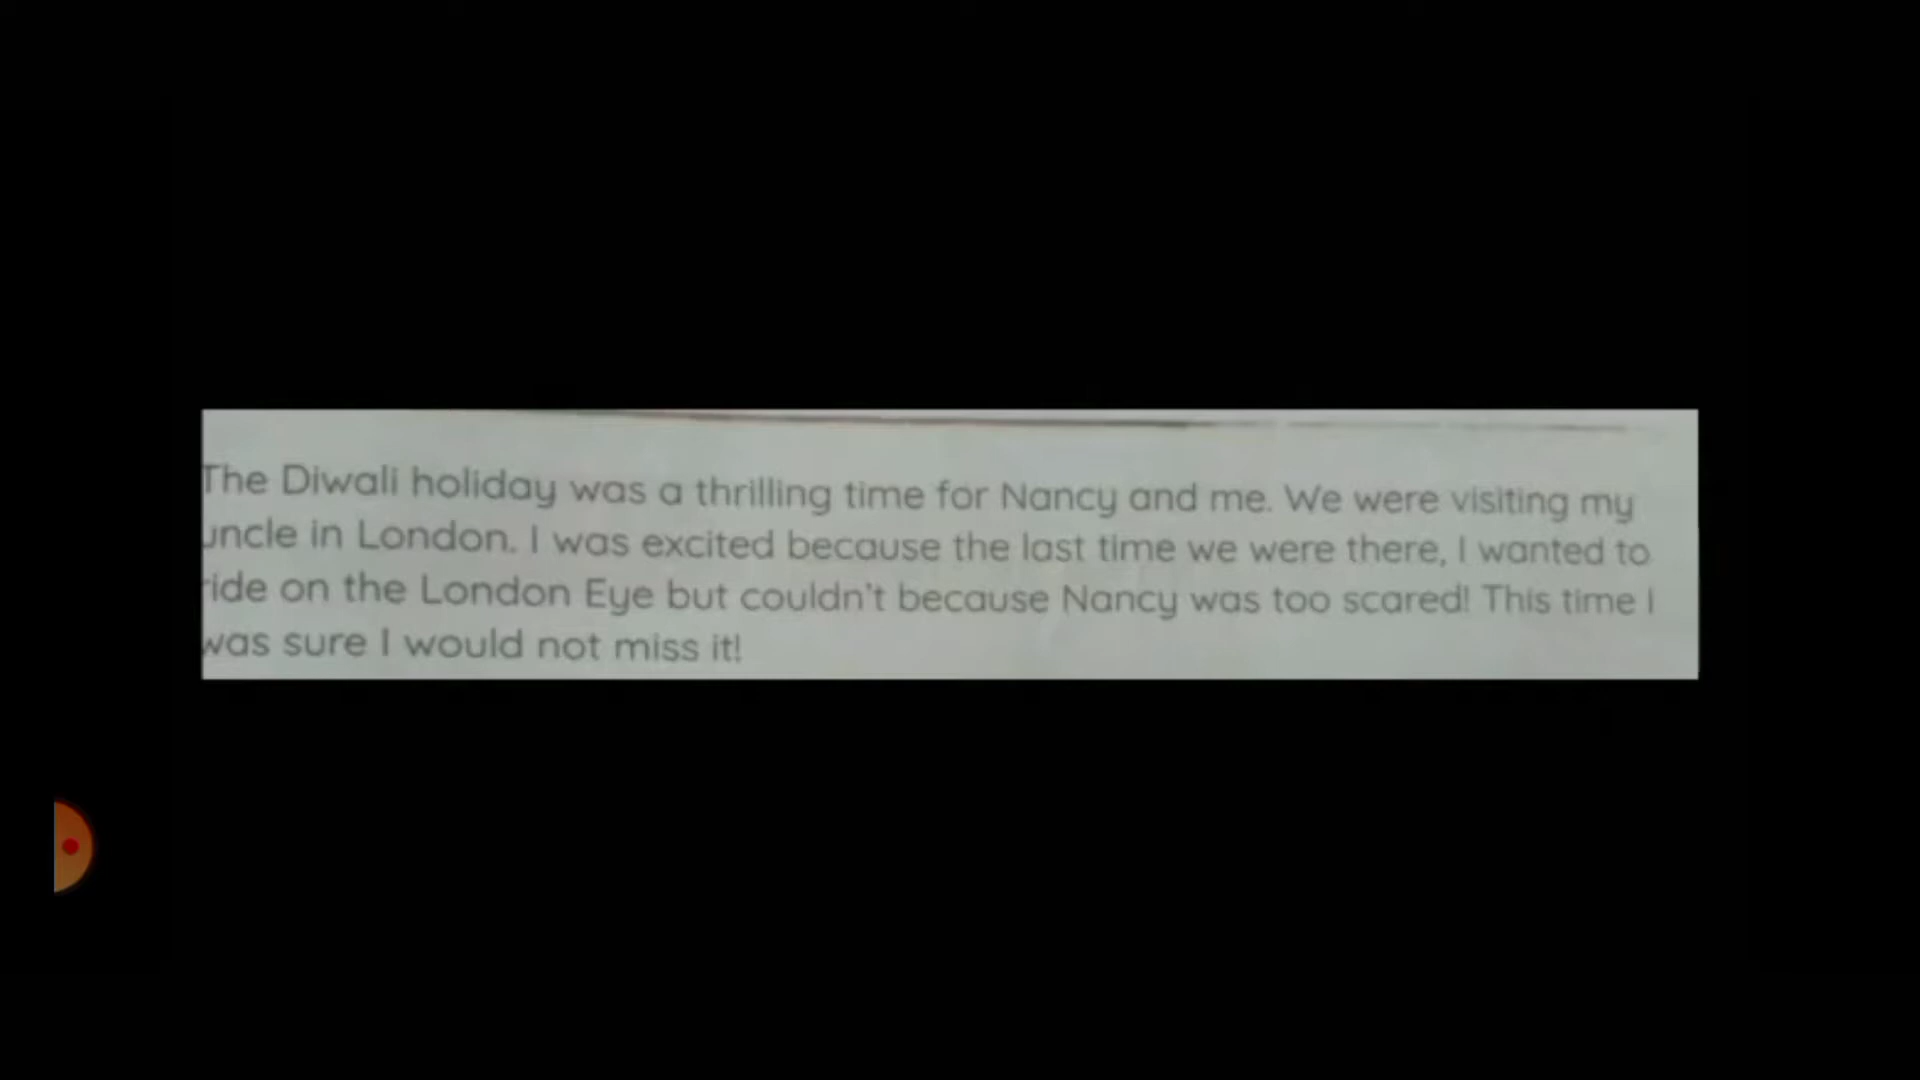 The Diwali holiday was a thrilling time for Nancy and me. We were visiting my
uncle in London. I was excited because the last time we were there, I wanted to
ride on the London Eye but couldn't because Nancy was too scared! This time I
was sure I would not miss it!